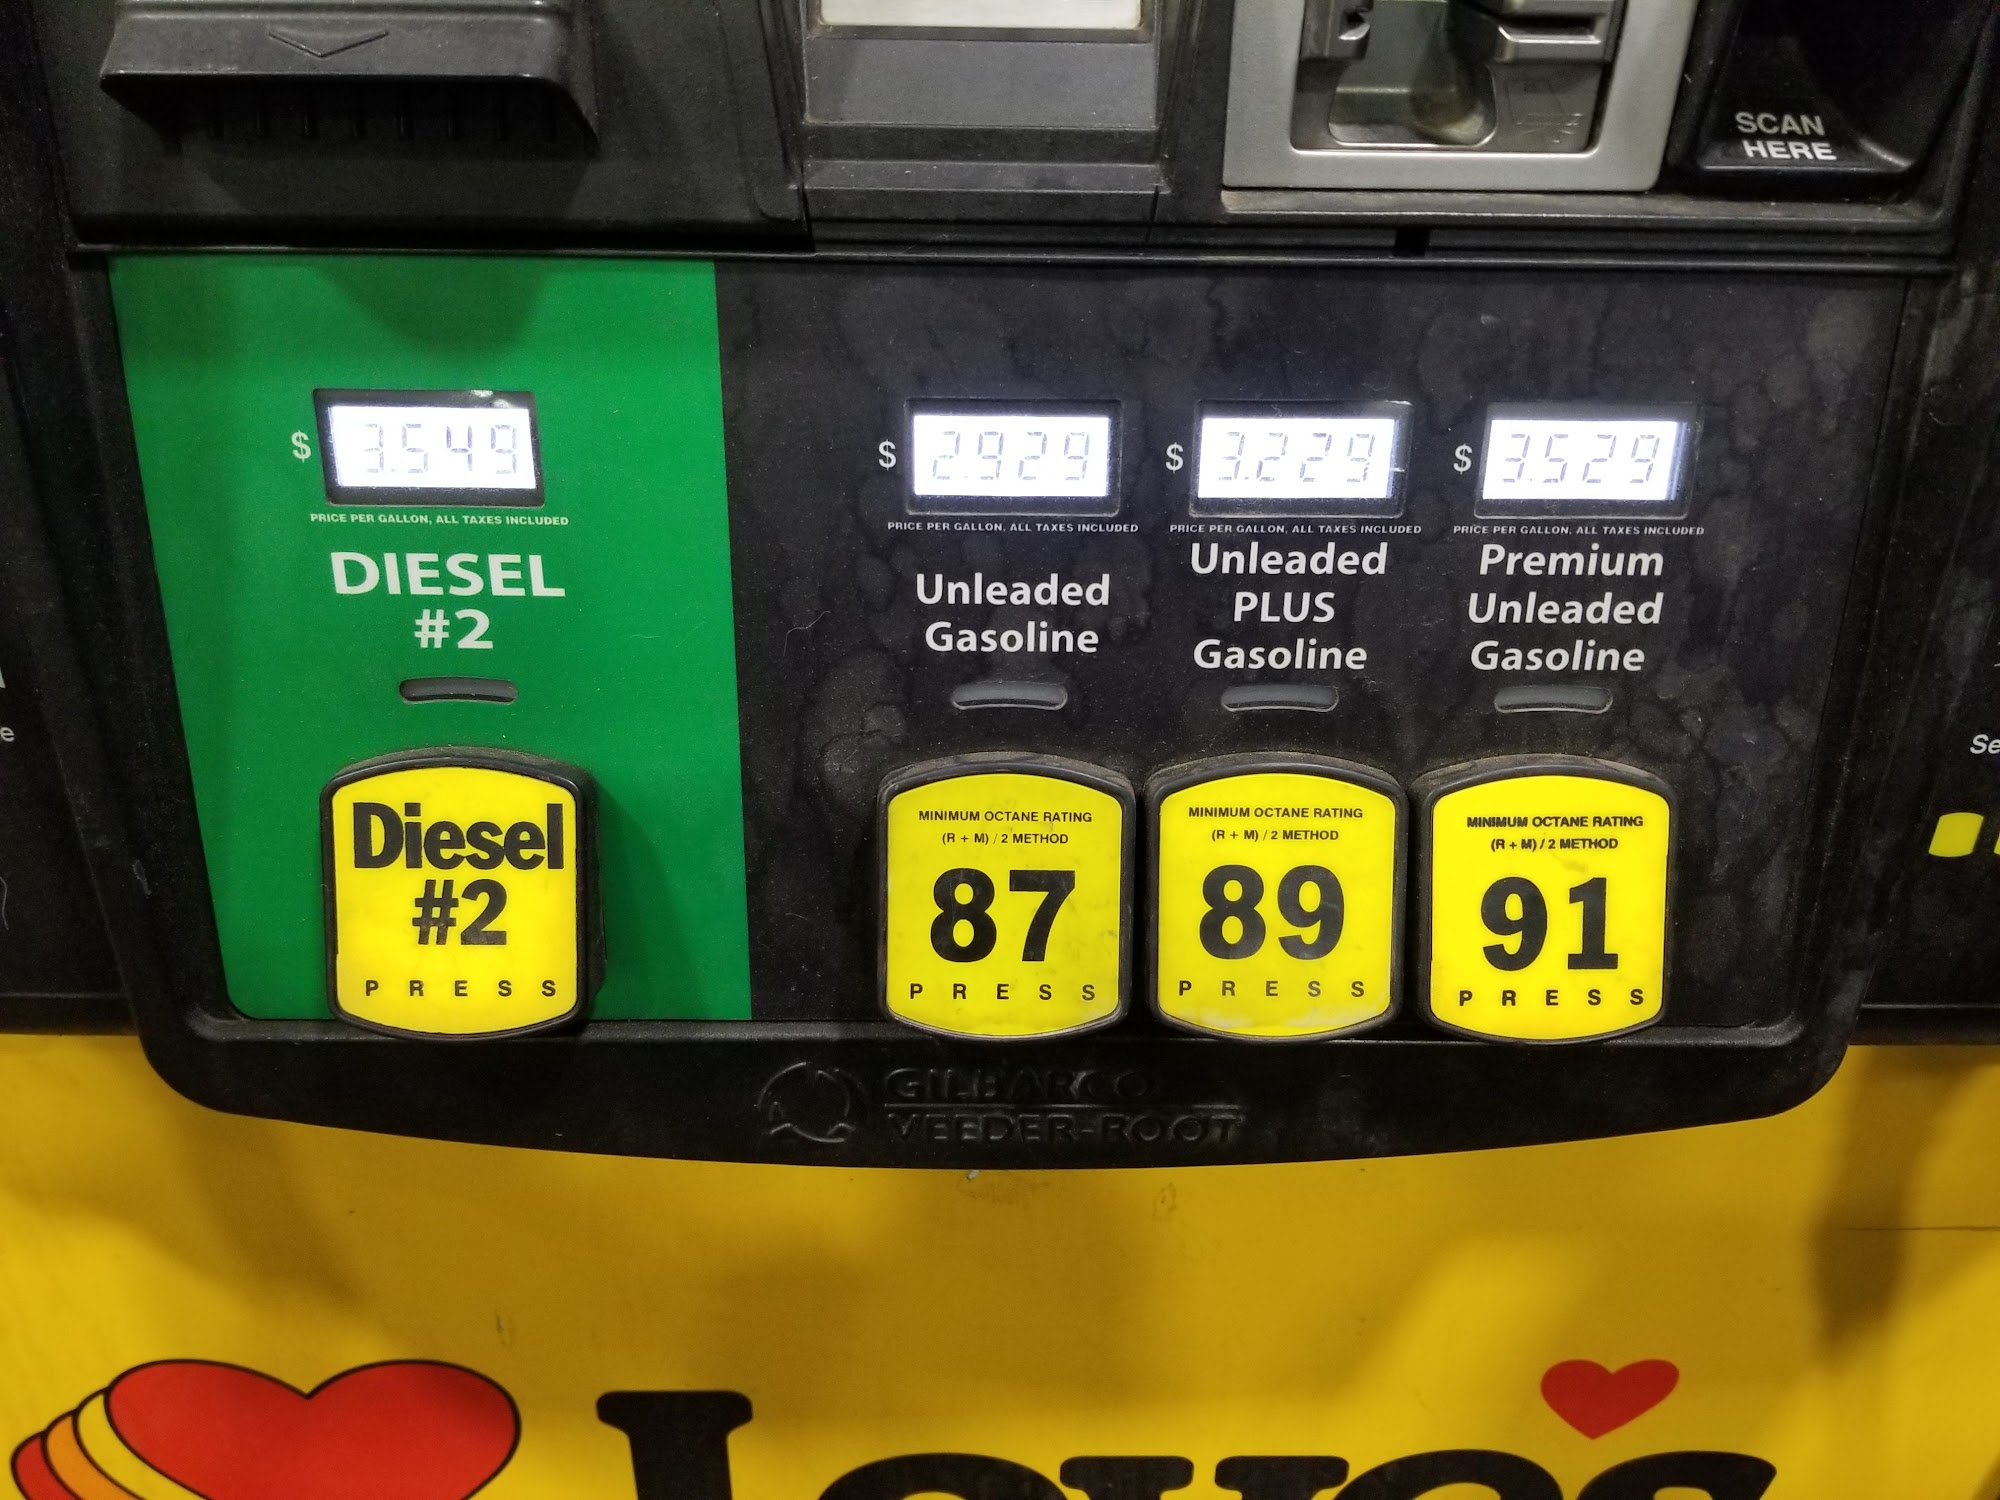 SCAN
HERE
$ 3.549
PRICE PER GALLON, ALL TAXES INCLUDED
DIESEL
#2
Diesel
#2
PRESS
$ 2.929
PRICE PER GALLON, ALL TAXES INCLUDED
Unleaded
Gasoline
MINIMUM OCTANE RATING
(R + M) / 2 METHOD
87
PRESS
$ 3.229
PRICE PER GALLON, ALL TAXES INCLUDED
Unleaded
PLUS
Gasoline
MINIMUM OCTANE RATING
(R + M) / 2 METHOD
89
PRESS
$ 3.529
PRICE PER GALLON, ALL TAXES INCLUDED
Premium
Unleaded
Gasoline
MINIMUM OCTANE RATING
(R + M) / 2 METHOD
91
PRESS
Se
e
GILBARCO
VEEDER-ROOT
Love's